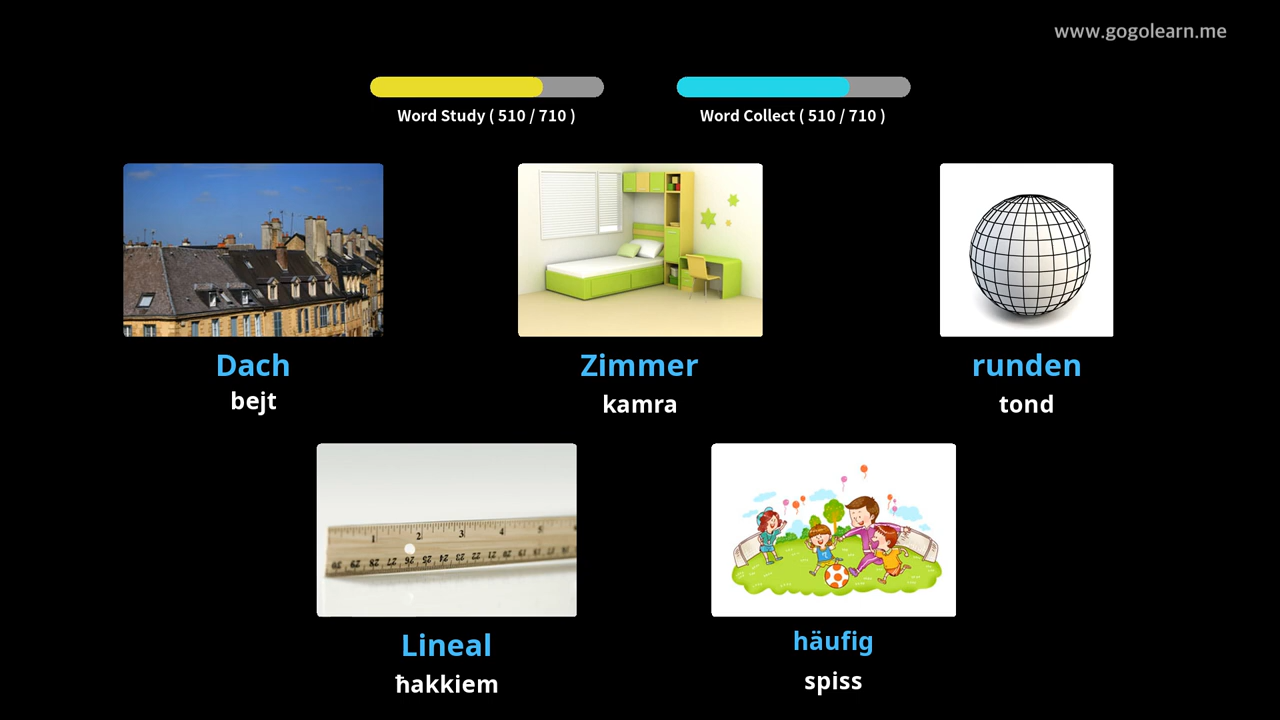 www.gogolearn.me
Word Study ( 510 / 710 )
Word Collect ( 510 / 710 )
Dach
bejt
Zimmer
kamra
runden
tond
Lineal
ħakkiem
häufig
spiss